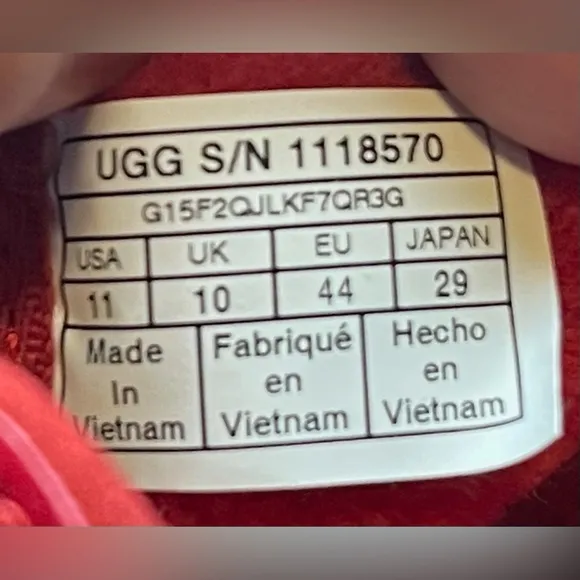 UGG S/N 1118570
G15F2QJLKF7QR3G
USA UK EU JAPAN
11 10 44 29
Made In Vietnam
Fabriqué en Vietnam
Hecho en Vietnam